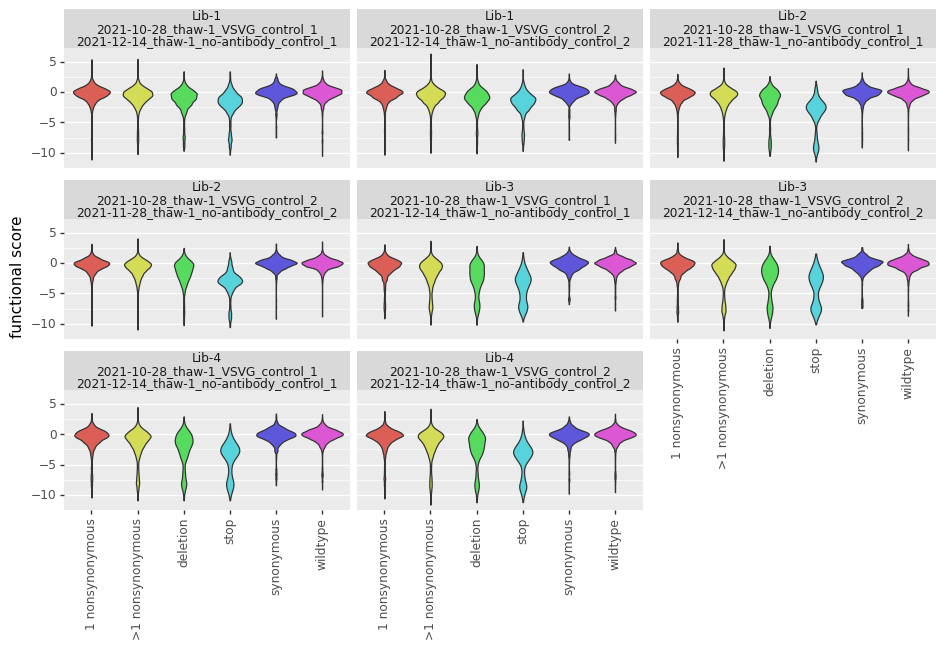 Lib-1
2021-10-28_thaw-1_VSVG_control_1
2021-12-14_thaw-1_no-antibody_control_1
Lib-1
2021-10-28_thaw-1_VSVG_control_2
2021-12-14_thaw-1_no-antibody_control_2
Lib-2
2021-10-28_thaw-1_VSVG_control_1
2021-11-28_thaw-1_no-antibody_control_1
5
0
−5
−10
Lib-2
2021-10-28_thaw-1_VSVG_control_2
2021-11-28_thaw-1_no-antibody_control_2
Lib-3
2021-10-28_thaw-1_VSVG_control_1
2021-12-14_thaw-1_no-antibody_control_1
Lib-3
2021-10-28_thaw-1_VSVG_control_2
2021-12-14_thaw-1_no-antibody_control_2
functional score
5
0
−5
−10
1 nonsynonymous
>1 nonsynonymous
deletion
stop
synonymous
wildtype
Lib-4
2021-10-28_thaw-1_VSVG_control_1
2021-12-14_thaw-1_no-antibody_control_1
Lib-4
2021-10-28_thaw-1_VSVG_control_2
2021-12-14_thaw-1_no-antibody_control_2
5
0
−5
−10
1 nonsynonymous
>1 nonsynonymous
deletion
stop
synonymous
wildtype
1 nonsynonymous
>1 nonsynonymous
deletion
stop
synonymous
wildtype